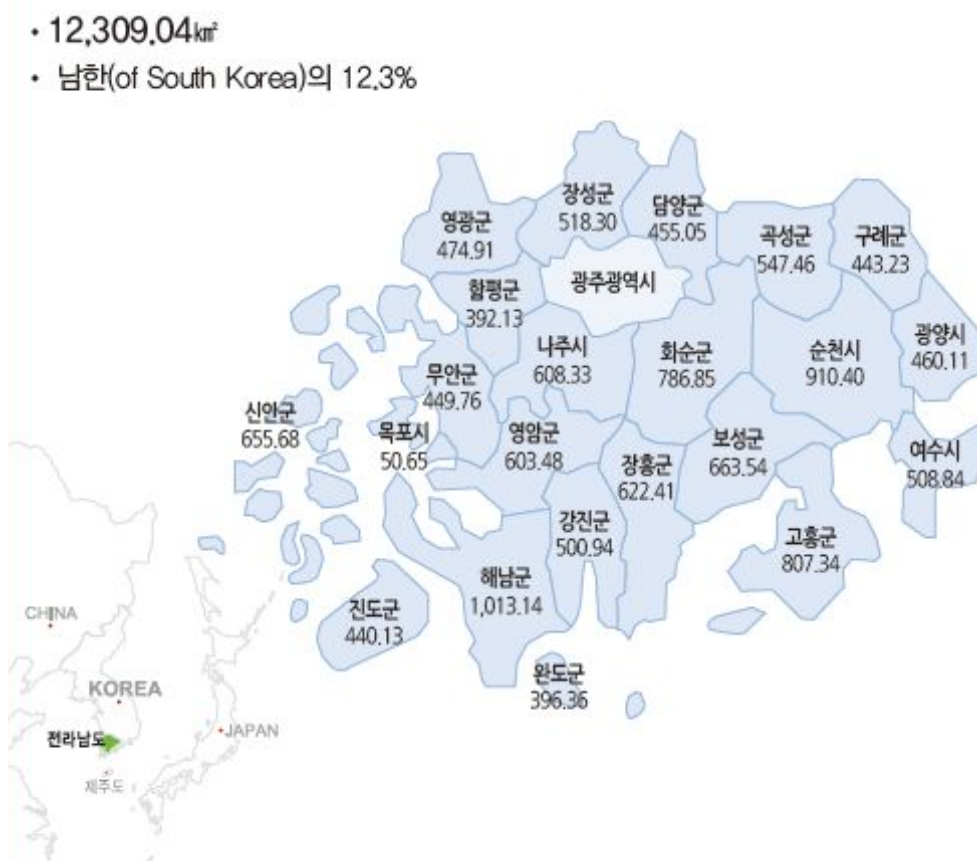 · 12,309.04㎢
· 남한(of South Korea)의 12.3%
장성군
518.30
담양군
455.05
영광군
474.91
곡성군
547.46
구례군
443.23
광주광역시
함평군
392.13
나주시
608.33
화순군
786.85
순천시
910.40
광양시
460.11
무안군
449.76
신안군
655.68
목포시
50.65
영암군
603.48
보성군
663.54
여수시
508.84
장흥군
622.41
강진군
500.94
고흥군
807.34
해남군
1,013.14
진도군
440.13
완도군
396.36
CHINA
KOREA
JAPAN
전라남도
제주도